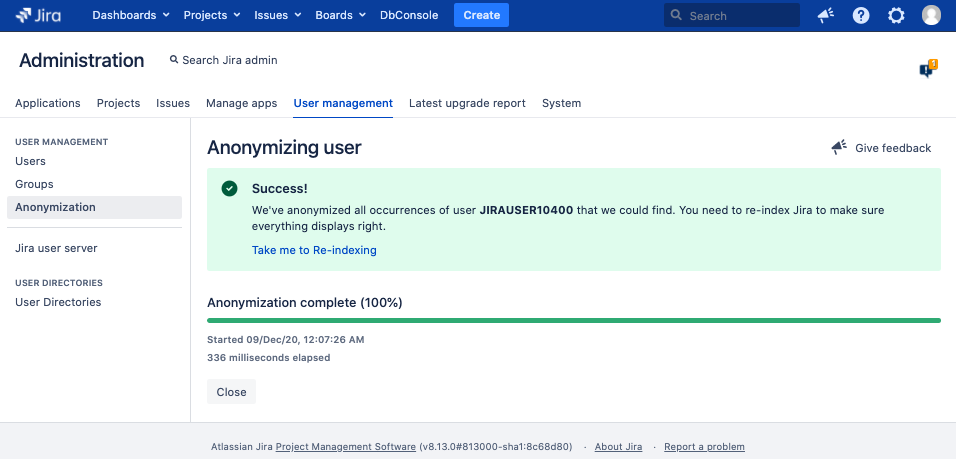 Jira Dashboards Projects Issues Boards DbConsole Create Search
Administration Search Jira admin
1
Applications Projects Issues Manage apps User management Latest upgrade report System
USER MANAGEMENT
Users
Groups
Anonymization
Jira user server
USER DIRECTORIES
User Directories
Anonymizing user
Give feedback
Success!
We've anonymized all occurrences of user JIRAUSER10400 that we could find. You need to re-index Jira to make sure
everything displays right.
Take me to Re-indexing
Anonymization complete (100%)
Started 09/Dec/20, 12:07:26 AM
336 milliseconds elapsed
Close
Atlassian Jira Project Management Software (v8.13.0#813000-sha1:8c68d80) · About Jira · Report a problem